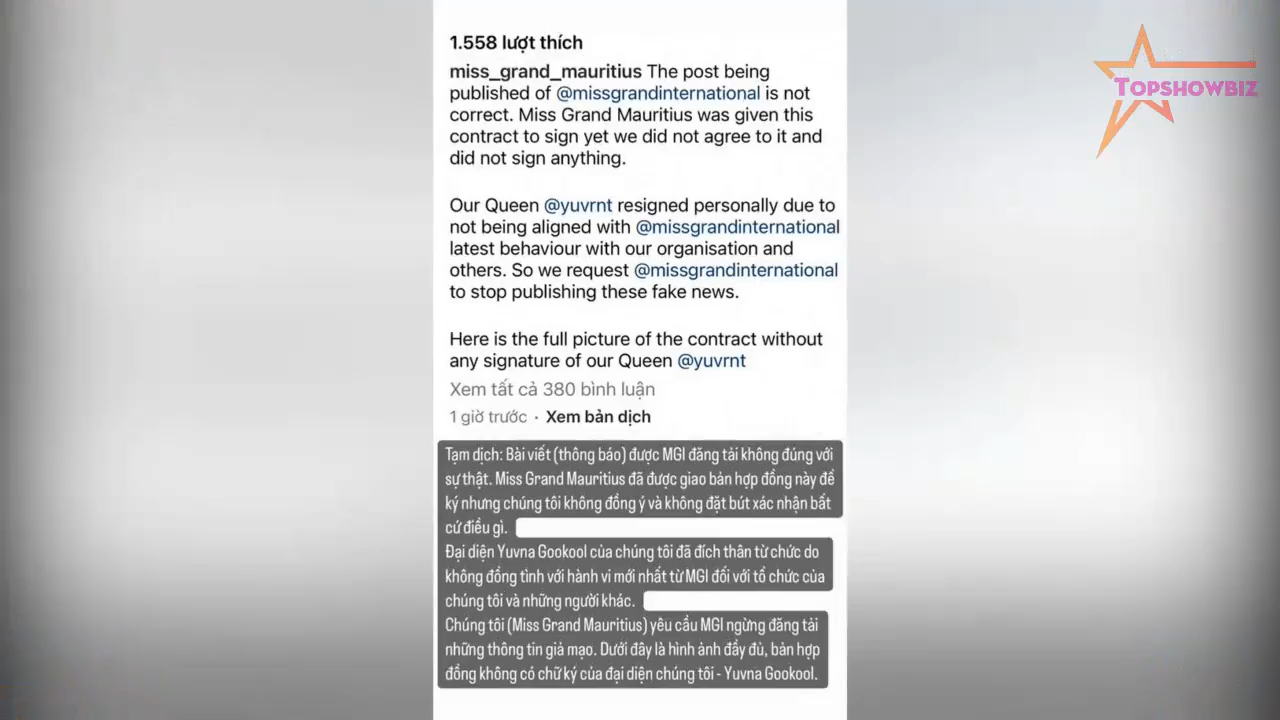 1.558 lượt thích
miss_grand_mauritius The post being
published of @missgrandinternational is not
correct. Miss Grand Mauritius was given this
contract to sign yet we did not agree to it and
did not sign anything.
Our Queen @yuvrnt resigned personally due to
not being aligned with @missgrandinternational
latest behaviour with our organisation and
others. So we request @missgrandinternational
to stop publishing these fake news.
Here is the full picture of the contract without
any signature of our Queen @yuvrnt
Xem tất cả 380 bình luận
1 giờ trước · Xem bản dịch
Tạm dịch: Bài viết (thông báo) được MGI đăng tải không đúng với
sự thật. Miss Grand Mauritius đã được giao bản hợp đồng này để
ký nhưng chúng tôi không đồng ý và không đặt bút xác nhận bất
cứ điều gì.
Đại diện Yuvna Gookool của chúng tôi đã đích thân từ chức do
không đồng tình với hành vi mới nhất từ MGI đối với tổ chức của
chúng tôi và những người khác.
Chúng tôi (Miss Grand Mauritius) yêu cầu MGI ngừng đăng tải
những thông tin giả mạo. Dưới đây là hình ảnh đầy đủ, bản hợp
đồng không có chữ ký của đại diện chúng tôi - Yuvna Gookool.
TOPSHOWBIZ